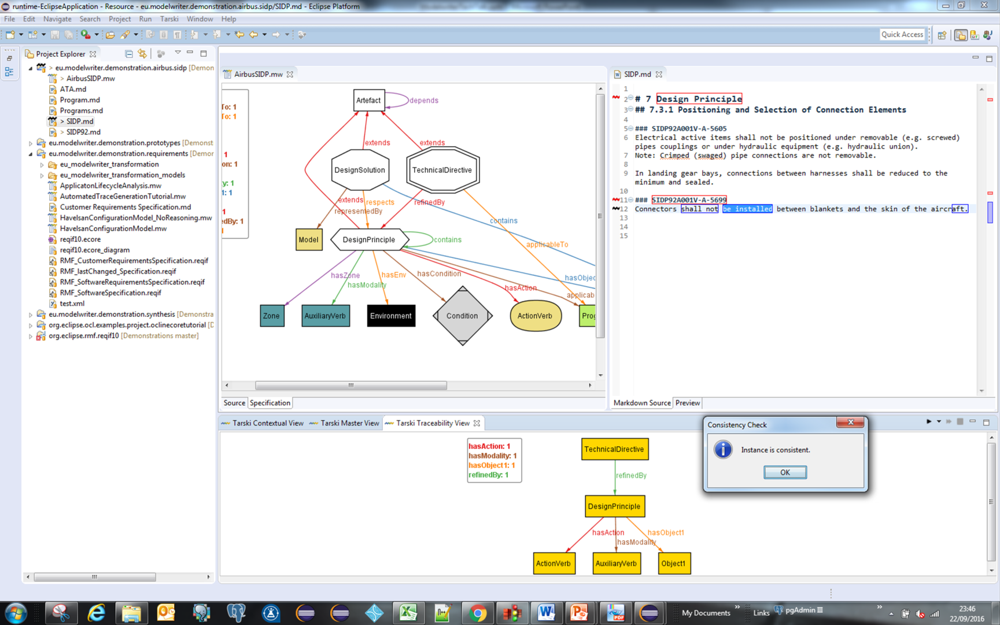 runtime-EclipseApplication - Resource - eu.modelwriter.demonstration.airbus.sidp/SIDP.md - Eclipse Platform
File Edit Navigate Search Project Run Tarski Window Help
Quick Access
Project Explorer
> eu.modelwriter.demonstration.airbus.sidp [Demon
> AirbusSIDP.mw
ATA.md
Program.md
Programs.md
> SIDP.md
> SIDP92.md
eu.modelwriter.demonstration.prototypes [Demonst
eu.modelwriter.demonstration.requirements [Demor
eu_modelwriter_transformation
eu_modelwriter_transformation_models
ApplicatonLifecycleAnalysis.mw
AutomatedTraceGenerationTutorial.mw
Customer Requirements Specification.md
HavelsanConfigurationModel_NoReasoning.mw
HavelsanConfigurationModel.mw
reqif10.ecore
reqif10.ecore_diagram
RMF_CustomerRequirementsSpecification.reqif
RMF_lastChanged_Specification.reqif
RMF_SoftwareRequirementsSpecification.reqif
RMF_SoftwareSpecification.reqif
test.xml
eu.modelwriter.demonstration.synthesis [Demonstra
org.eclipse.ocl.examples.project.oclinecoretutorial [D
org.eclipse.rmf.reqif10 [Demonstrations master]
AirbusSIDP.mw
To: 1
To: 1
1
on: 1
y: 1
1: 1
1
dBy: 1
Artefact
depends
extends
extends
DesignSolution
TechnicalDirective
extends
respects
refinedBy
representedBy
contains
Model
DesignPrinciple
contains
applicableTo
hasZone
hasModality
hasEnv
hasCondition
hasAction
hasObjec
applicab
Zone
AuxiliaryVerb
Environment
Condition
ActionVerb
Prog
Source
Specification
SIDP.md
1
2 # 7 Design Principle
3 ## 7.3.1 Positioning and Selection of Connection Elements
4
5 ### SIDP92A001V-A-5605
6 Electrical active items shall not be positioned under removable (e.g. screwed)
pipes couplings or under hydraulic equipment (e.g. hydraulic union).
7 Note: Crimped (swaged) pipe connections are not removable.
8
9 In landing gear bays, connections between harnesses shall be reduced to the
minimum and sealed.
10
11 ### SIDP92A001V-A-5699
12 Connectors shall not be installed between blankets and the skin of the aircraft.
13
14
15
Markdown Source
Preview
Tarski Contextual View
Tarski Master View
Tarski Traceability View
hasAction: 1
hasModality: 1
hasObject1: 1
refinedBy: 1
TechnicalDirective
refinedBy
DesignPrinciple
hasAction
hasObject1
hasModality
ActionVerb
AuxiliaryVerb
Object1
Consistency Check
Instance is consistent.
OK
My Documents
Links
pgAdmin III
23:46
22/09/2016